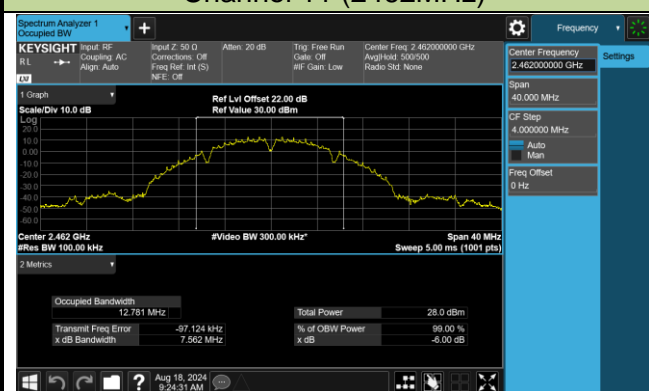 Channel 11 (2462MHz)
Spectrum Analyzer 1
Occupied BW
Frequency
KEYSIGHT
RL
Input: RF
Coupling: AC
Align: Auto
Input Z: 50 Ω
Corrections: Off
Freq Ref: Int (S)
NFE: Off
Atten: 20 dB
Trig: Free Run
Gate: Off
#IF Gain: Low
Center Freq: 2.462000000 GHz
Avg|Hold: 500/500
Radio Std: None
Center Frequency
2.462000000 GHz
Settings
Span
40.000 MHz
CF Step
4.000000 MHz
Auto
Man
Freq Offset
0 Hz
1 Graph
Scale/Div 10.0 dB
Ref Lvl Offset 22.00 dB
Ref Value 30.00 dBm
Log
20.0
10.0
0.00
-10.0
-20.0
-30.0
-40.0
-50.0
-60.0
Center 2.462 GHz
#Res BW 100.00 kHz
#Video BW 300.00 kHz*
Span 40 MHz
Sweep 5.00 ms (1001 pts)
2 Metrics
Occupied Bandwidth
12.781 MHz
Total Power 28.0 dBm
Transmit Freq Error -97.124 kHz
% of OBW Power 99.00 %
x dB Bandwidth 7.562 MHz
x dB -6.00 dB
?
Aug 18, 2024
9:24:31 AM